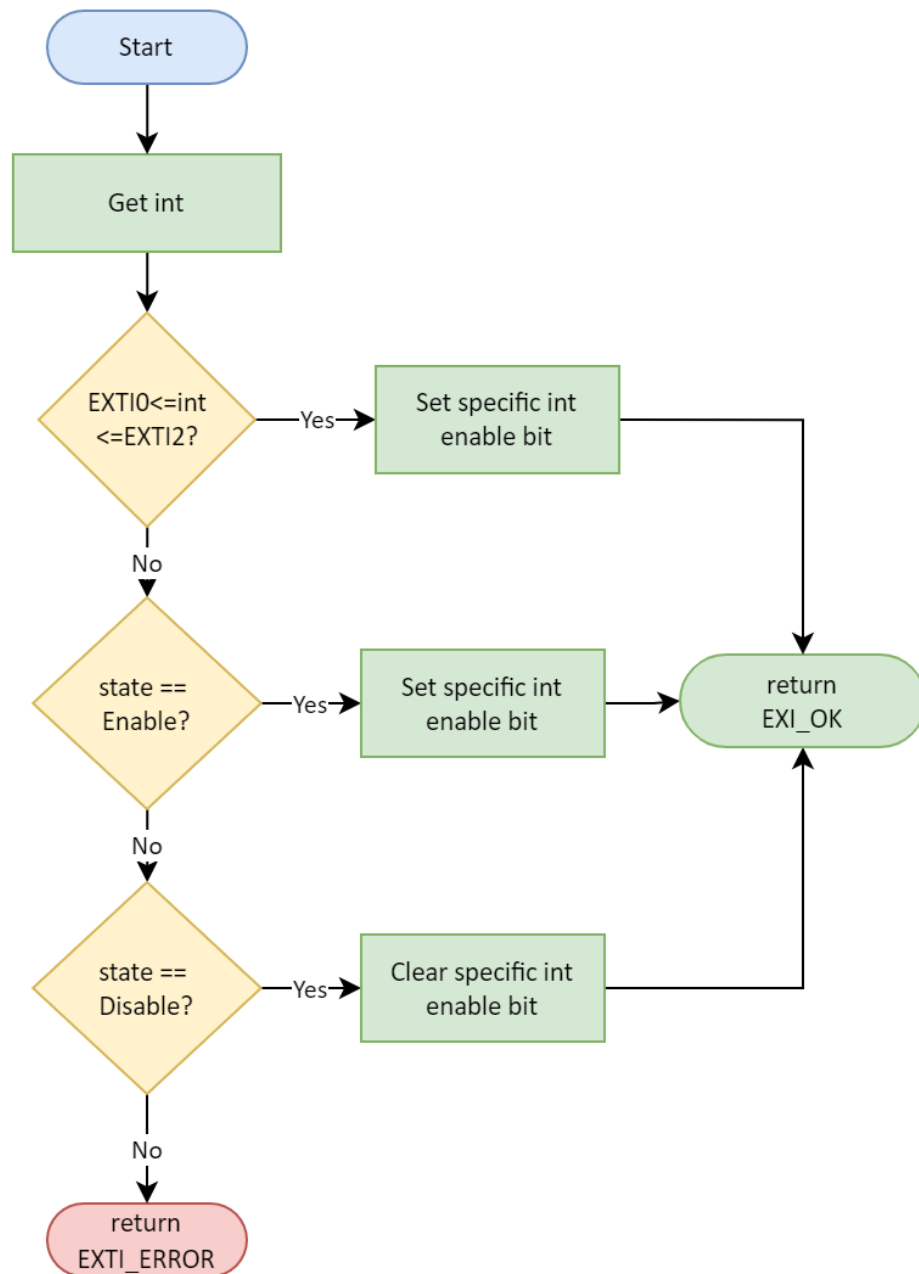 Start
Get int
EXTI0<=int
<=EXTI2?
Yes
Set specific int
enable bit
No
state ==
Enable?
Yes
Set specific int
enable bit
return
EXI_OK
No
state ==
Disable?
Yes
Clear specific int
enable bit
No
return
EXTI_ERROR